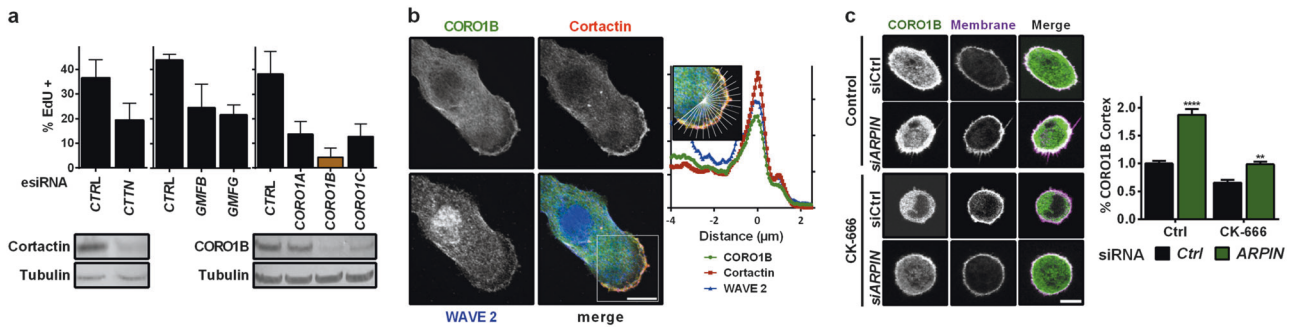 a
% EdU +
40
30
20
10
0
esiRNA
CTRL
CTTN
CTRL
GMFB
GMFG
CTRL
CORO1A
CORO1B
CORO1C
Cortactin
Tubulin
CORO1B
Tubulin
b
CORO1B
Cortactin
WAVE 2
merge
-4
-2
0
2
Distance (µm)
CORO1B
Cortactin
WAVE 2
c
CORO1B Membrane Merge
Control
siCtrl
siARPIN
CK-666
siCtrl
siARPIN
% CORO1B Cortex
2.0
1.5
1.0
0.5
0
****
**
Ctrl CK-666
siRNA Ctrl ARPIN